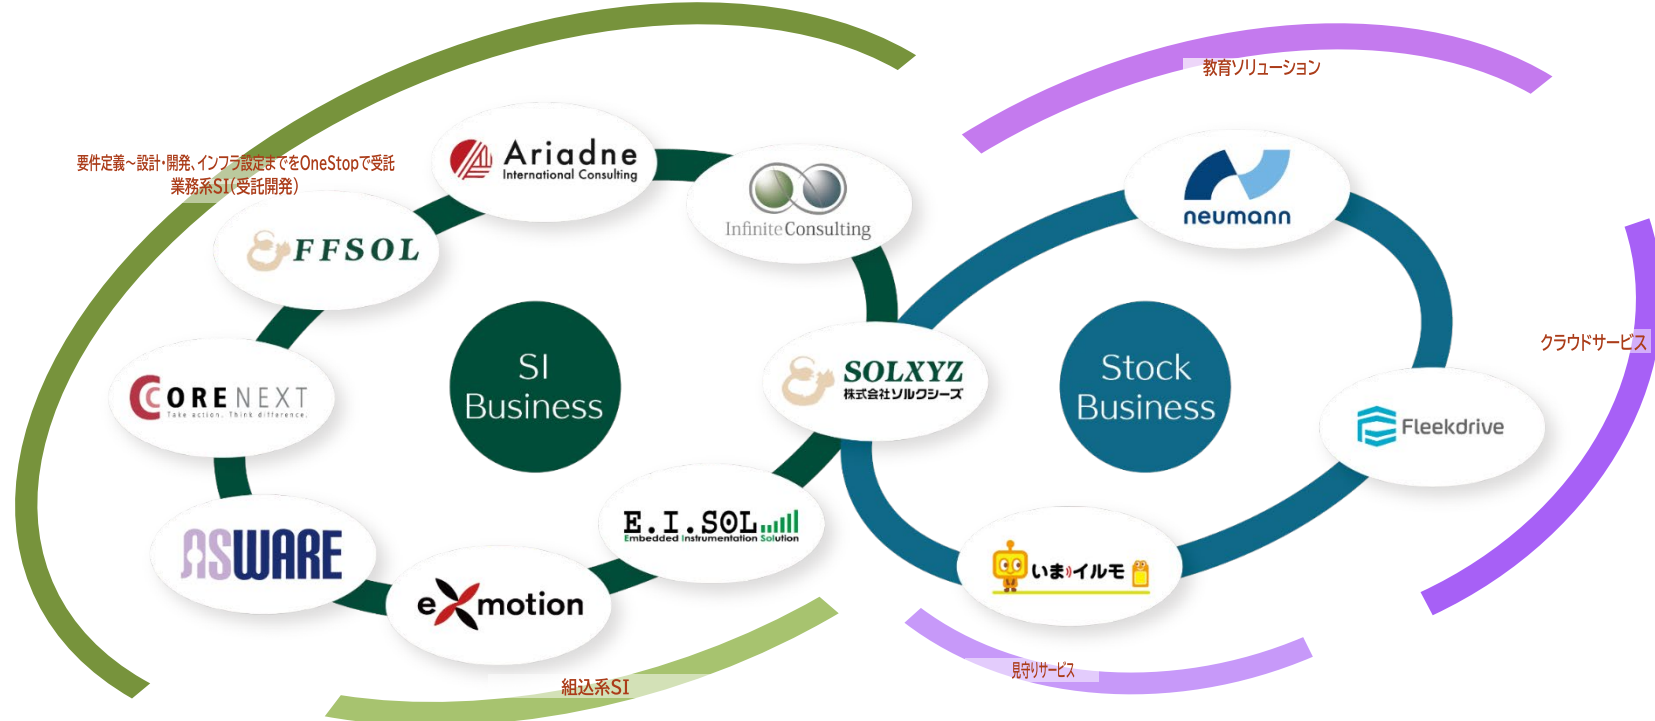 教育ソリューション
要件定義～設計・開発、インフラ設定までをOneStopで受託
業務系SI(受託開発)
Ariadne
International Consulting
Infinite Consulting
neumann
FFSOL
クラウドサービス
SI
Business
SOLXYZ
株式会社ソルクシーズ
Stock
Business
CORENEXT
Take action. Think difference.
Fleekdrive
E.I.SOL
Embedded Instrumentation Solution
ASWARE
いま イルモ
eXmotion
見守りサービス
組込系SI